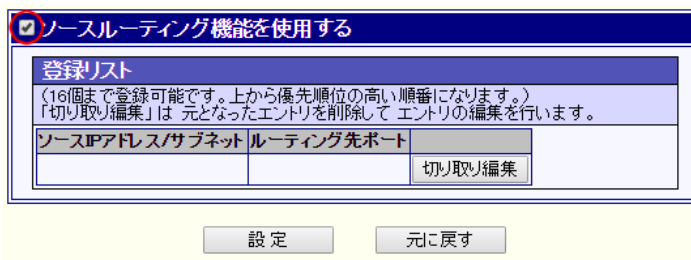 ソースルーティング機能を使用する
登録リスト
(16個まで登録可能です。上から優先順位の高い順番になります。)
「切り取り編集」は 元となったエントリを削除して エントリの編集を行います。
ソースIPアドレス/サブネット ルーティング先ポート
切り取り編集
設定 元に戻す